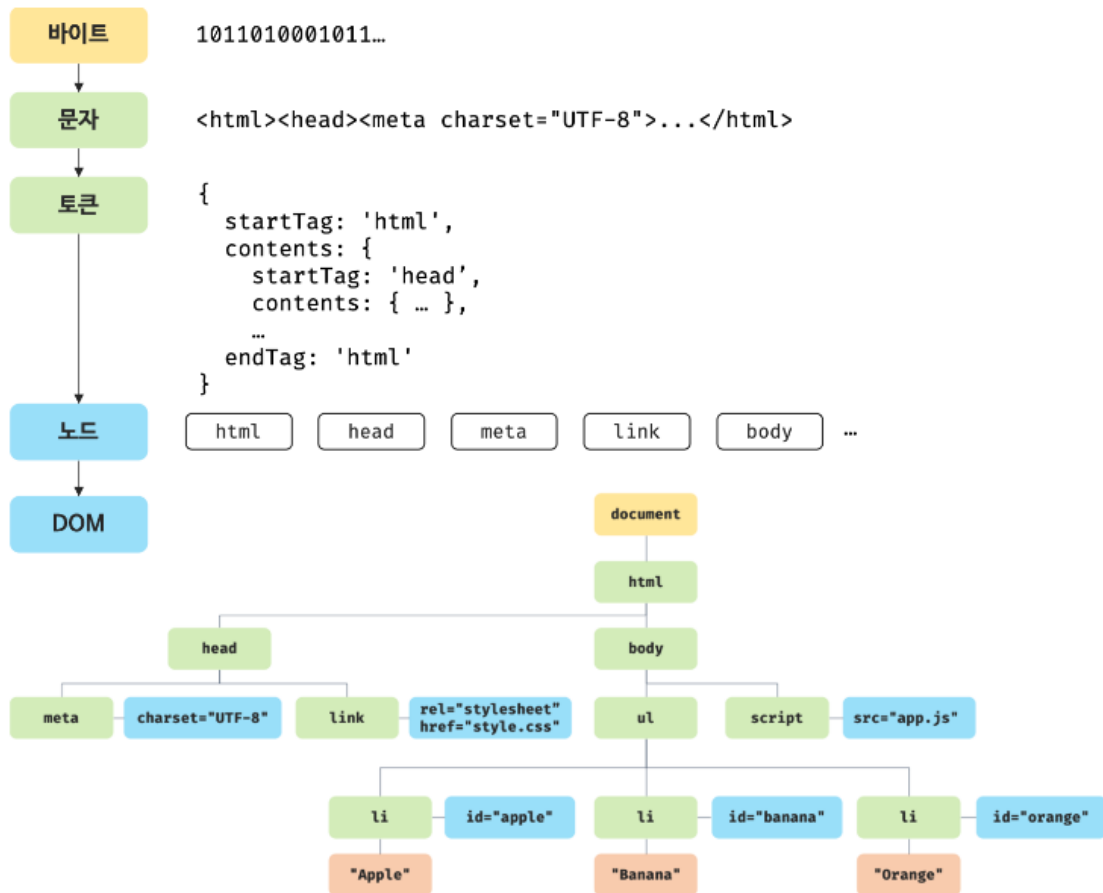 바이트
1011010001011…
문자
<html><head><meta charset="UTF-8">...</html>
토큰
{
startTag: 'html',
contents: {
startTag: 'head’,
contents: { … },
…
endTag: 'html'
}
노드
html head meta link body …
DOM
document
html
head body
meta charset="UTF-8" link rel="stylesheet" ul script src="app.js"
href="style.css"
li id="apple" li id="banana" li id="orange"
"Apple" "Banana" "Orange"